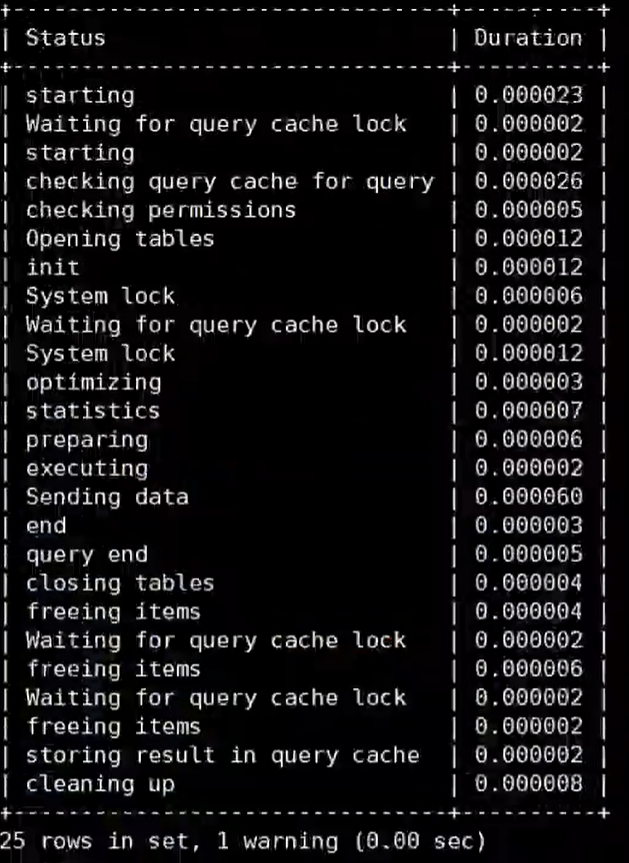 +--------------------------------+----------+
| Status                         | Duration |
+--------------------------------+----------+
| starting                       | 0.000023 |
| Waiting for query cache lock   | 0.000002 |
| starting                       | 0.000002 |
| checking query cache for query | 0.000026 |
| checking permissions           | 0.000005 |
| Opening tables                 | 0.000012 |
| init                           | 0.000012 |
| System lock                    | 0.000006 |
| Waiting for query cache lock   | 0.000002 |
| System lock                    | 0.000012 |
| optimizing                     | 0.000003 |
| statistics                     | 0.000007 |
| preparing                      | 0.000006 |
| executing                      | 0.000002 |
| Sending data                   | 0.000060 |
| end                            | 0.000003 |
| query end                      | 0.000005 |
| closing tables                 | 0.000004 |
| freeing items                  | 0.000004 |
| Waiting for query cache lock   | 0.000002 |
| freeing items                  | 0.000006 |
| Waiting for query cache lock   | 0.000002 |
| freeing items                  | 0.000002 |
| storing result in query cache  | 0.000002 |
| cleaning up                    | 0.000008 |
+--------------------------------+----------+
25 rows in set, 1 warning (0.00 sec)